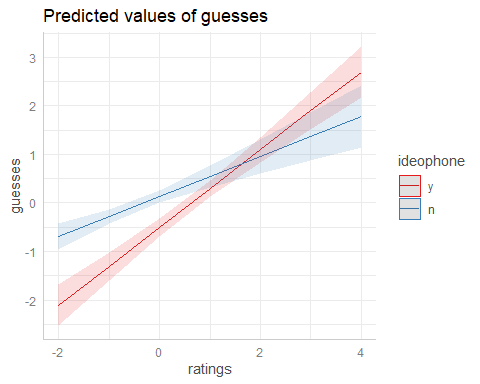 Predicted values of guesses
3
2
1
0
-1
-2
guesses
-2
0
2
4
ratings
ideophone
y
n